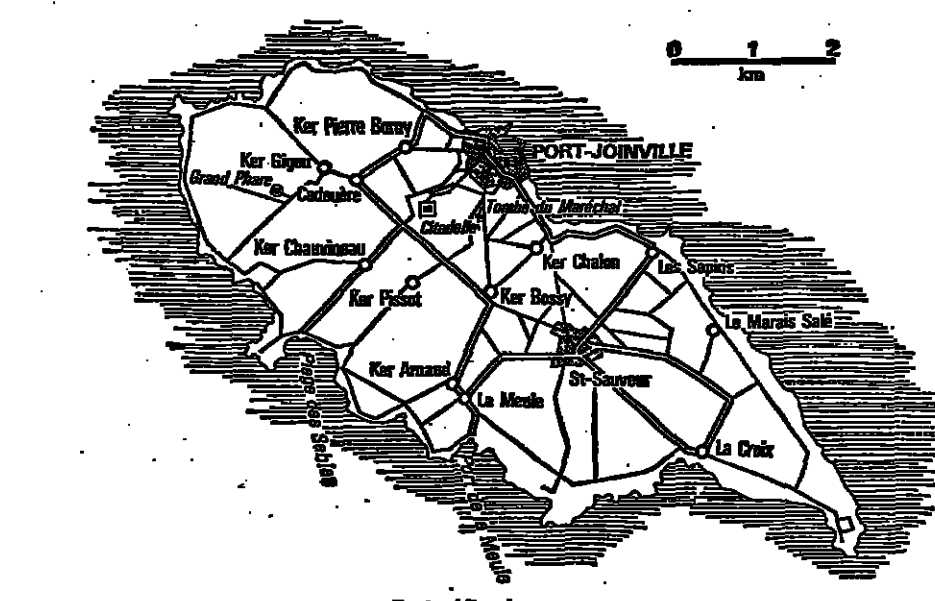 0 1 2
km
Ker Pierre Borny
PORT-JOINVILLE
Ker Gigou
Grand Phare
Cadouère
Tombe du Maréchal
Citadelle
Ker Chauvineau
Ker Chalon
Les Sapins
Ker Pissot
Ker Bossy
Le Marais Salé
Ker Arnaud
St-Sauveur
La Meule
Plage des Sabias
La Croix
de La Meule